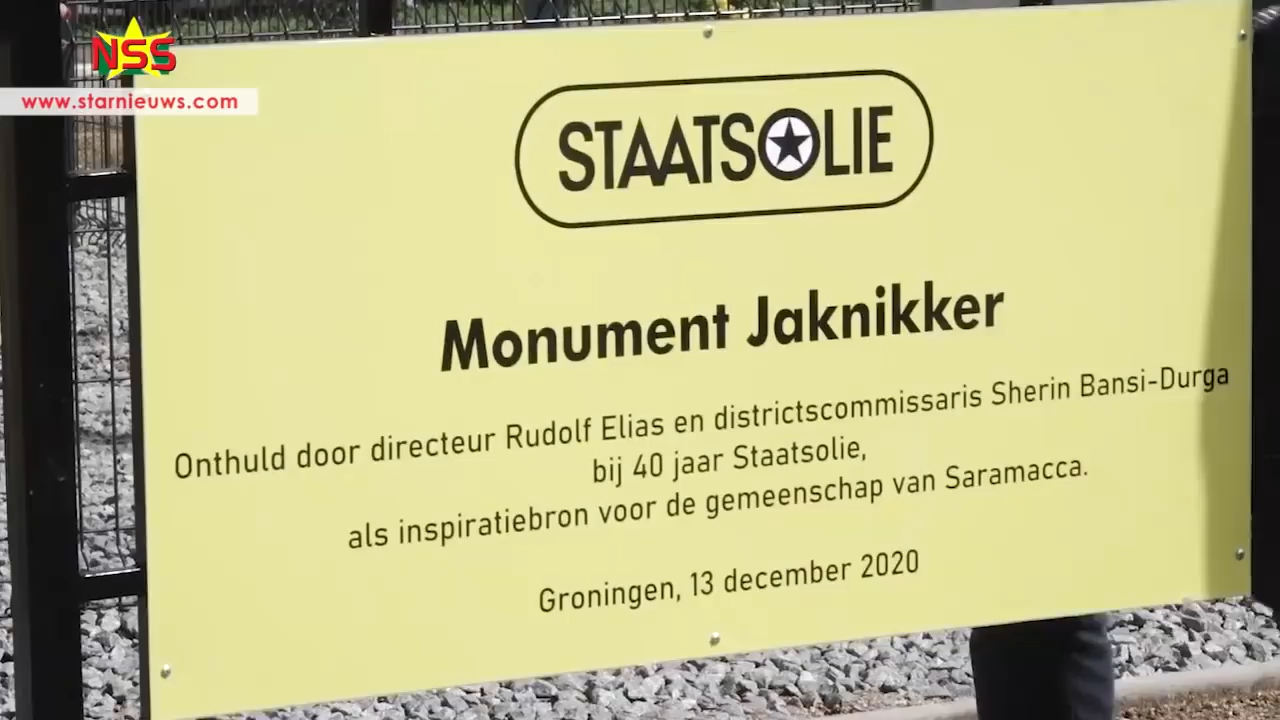 NSS
www.starnieuws.com
STAATSOLIE
Monument Jaknikker
Onthuld door directeur Rudolf Elias en districtscommissaris Sherin Bansi-Durga
bij 40 jaar Staatsolie,
als inspiratiebron voor de gemeenschap van Saramacca.
Groningen, 13 december 2020